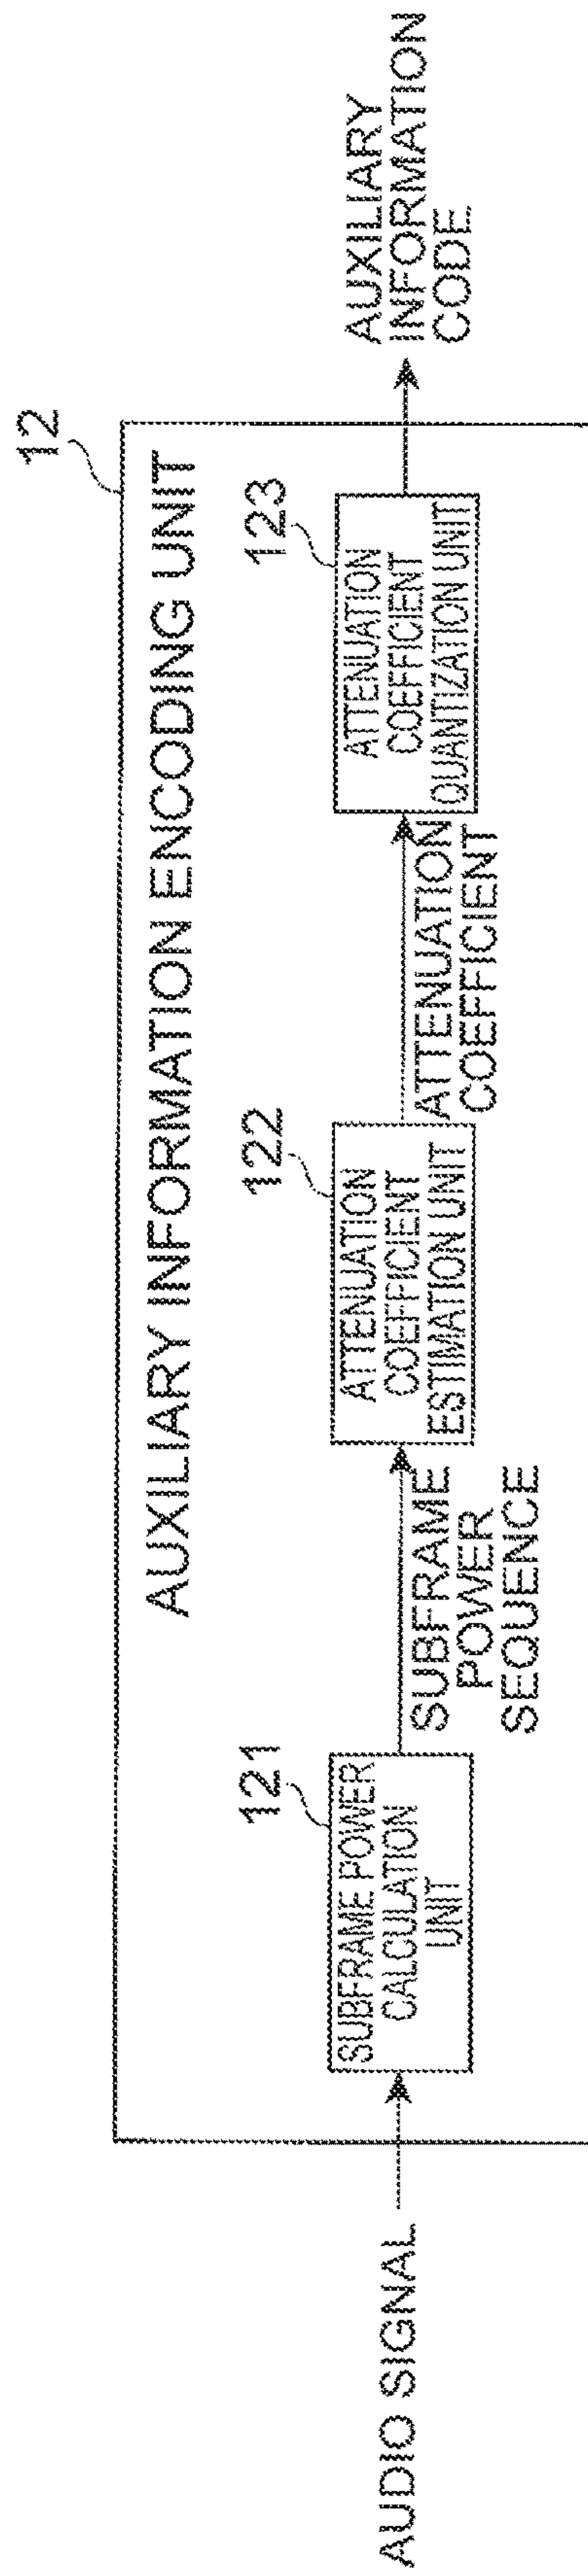 12
AUXILIARY INFORMATION ENCODING UNIT
AUDIO SIGNAL
121
SUBFRAME POWER
CALCULATION
UNIT
SUBFRAME
POWER
SEQUENCE
122
ATTENUATION
COEFFICIENT
ESTIMATION UNIT
ATTENUATION
COEFFICIENT
123
ATTENUATION
COEFFICIENT
QUANTIZATION UNIT
AUXILIARY
INFORMATION
CODE